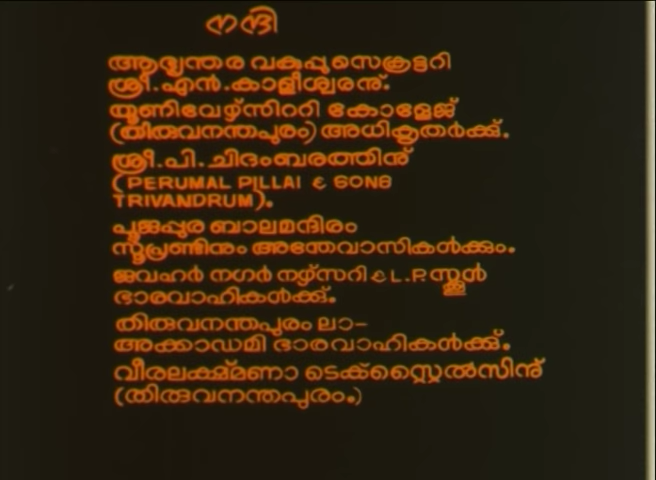 നന്ദി
ആഭ്യന്തര വകുപ്പുസെക്രട്ടറി
ശ്രീ.എൻ.കാളീശ്വരനു്.
യൂണിവേഴ്സിററി കോളേജ്
(തിരുവനന്തപുരം) അധികൃതർക്കു്.
ശ്രീ.പി.ചിദംബരത്തിനു്
(PERUMAL PILLAI & SONS
TRIVANDRUM).
പൂജപ്പുര ബാലമന്ദിരം
സൂപ്രണ്ടിനും അന്തേവാസികൾക്കും.
ജവഹർ നഗർ നഴ്സറി & L.P.സ്ക്കൂൾ
ഭാരവാഹികൾക്കു്.
തിരുവനന്തപുരം ലാ-
അക്കാഡമി ഭാരവാഹികൾക്കു്.
വീരലക്ഷ്മണാ ടെക്സ്റ്റൈൽസിനു്
(തിരുവനന്തപുരം.)